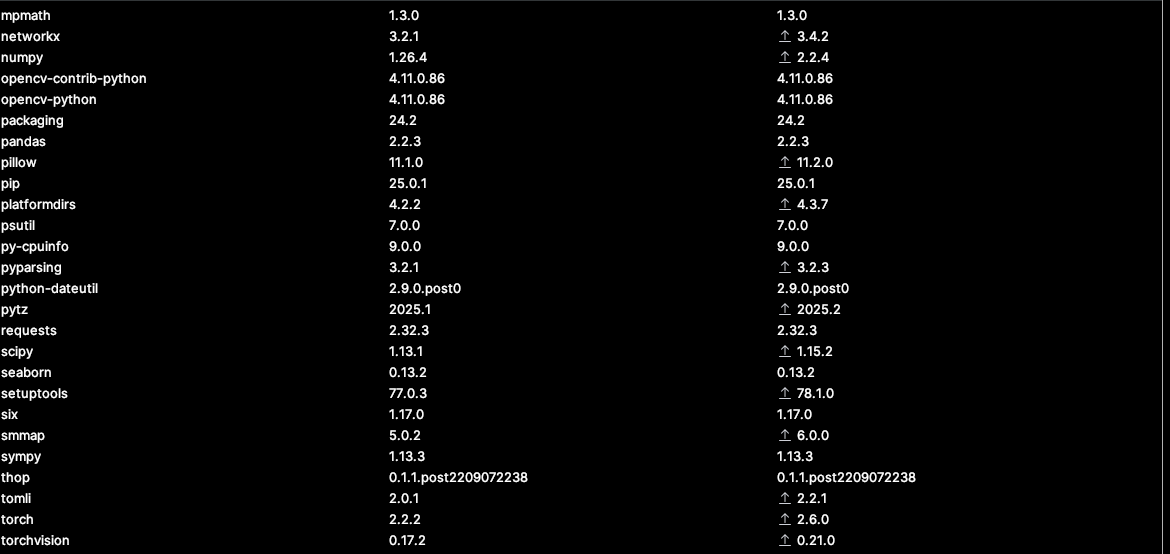 mpmath 1.3.0 1.3.0
networkx 3.2.1 ↑ 3.4.2
numpy 1.26.4 ↑ 2.2.4
opencv-contrib-python 4.11.0.86 4.11.0.86
opencv-python 4.11.0.86 4.11.0.86
packaging 24.2 24.2
pandas 2.2.3 2.2.3
pillow 11.1.0 ↑ 11.2.0
pip 25.0.1 25.0.1
platformdirs 4.2.2 ↑ 4.3.7
psutil 7.0.0 7.0.0
py-cpuinfo 9.0.0 9.0.0
pyparsing 3.2.1 ↑ 3.2.3
python-dateutil 2.9.0.post0 2.9.0.post0
pytz 2025.1 ↑ 2025.2
requests 2.32.3 2.32.3
scipy 1.13.1 ↑ 1.15.2
seaborn 0.13.2 0.13.2
setuptools 77.0.3 ↑ 78.1.0
six 1.17.0 1.17.0
smmap 5.0.2 ↑ 6.0.0
sympy 1.13.3 1.13.3
thop 0.1.1.post2209072238 0.1.1.post2209072238
tomli 2.0.1 ↑ 2.2.1
torch 2.2.2 ↑ 2.6.0
torchvision 0.17.2 ↑ 0.21.0